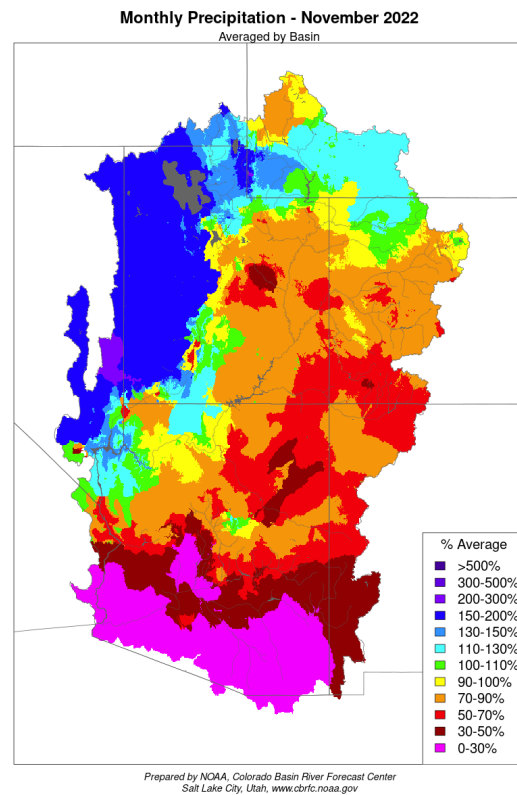 Monthly Precipitation - November 2022
Averaged by Basin
% Average
>500%
300-500%
200-300%
150-200%
130-150%
110-130%
100-110%
90-100%
70-90%
50-70%
30-50%
0-30%
Prepared by NOAA, Colorado Basin River Forecast Center
Salt Lake City, Utah, www.cbrfc.noaa.gov